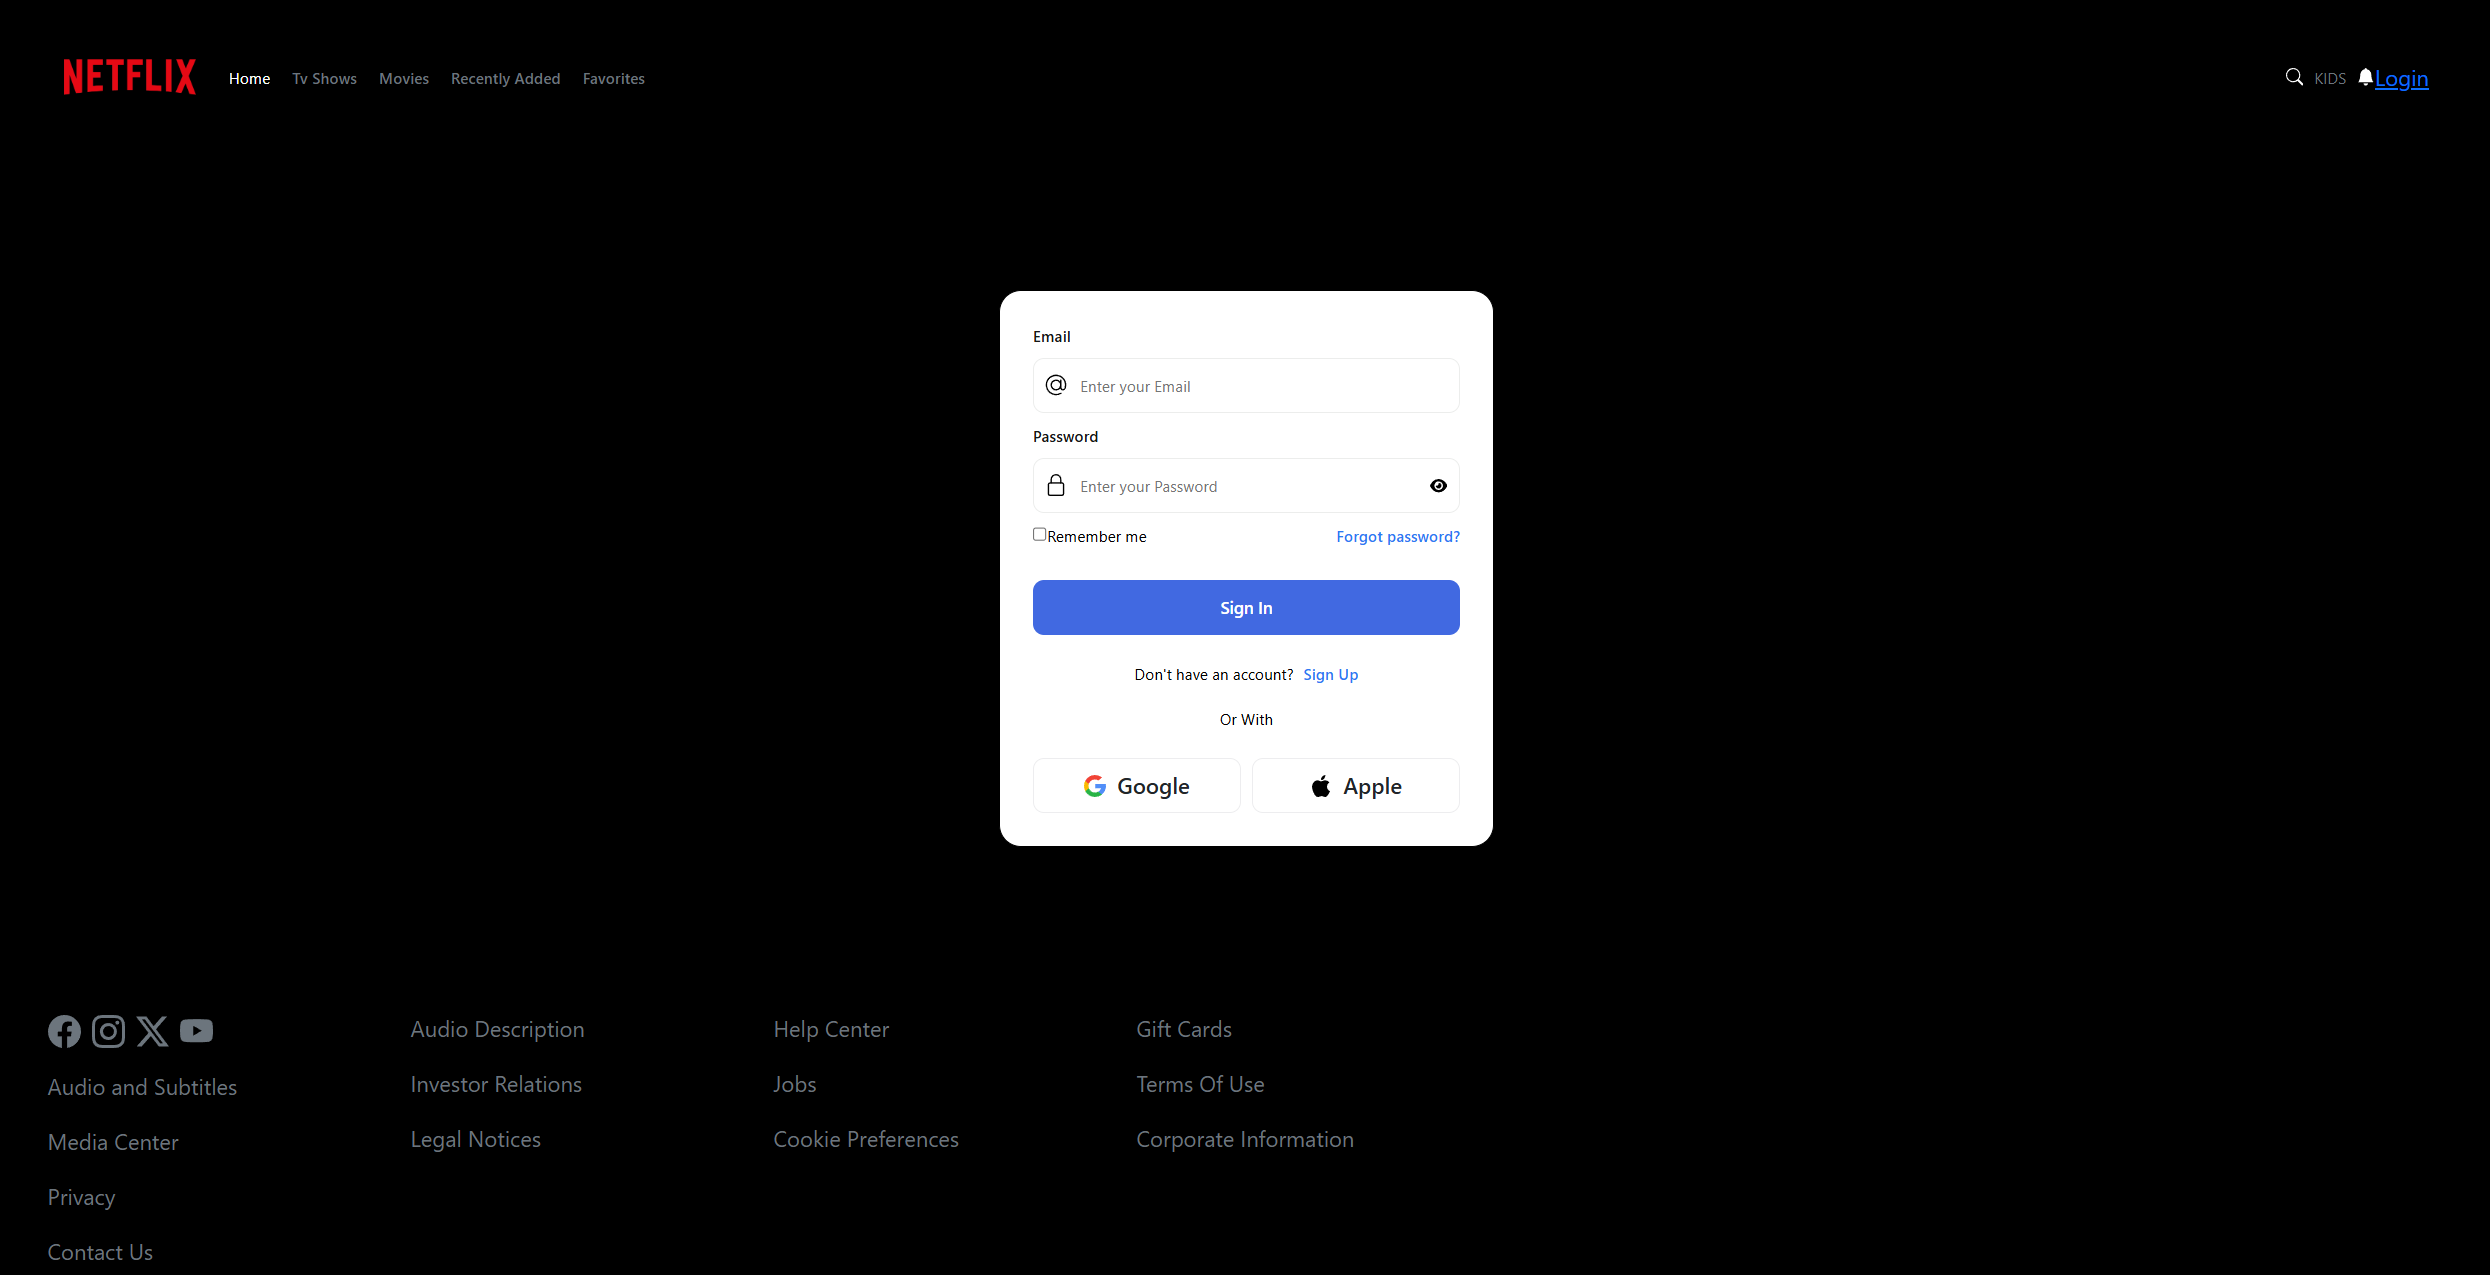 NETFLIX Home Tv Shows Movies Recently Added Favorites KIDS Login
Email
Enter your Email
Password
Enter your Password
Remember me Forgot password?
Sign In
Don't have an account? Sign Up
Or With
Google Apple
Audio and Subtitles
Media Center
Privacy
Contact Us
Audio Description
Investor Relations
Legal Notices
Help Center
Jobs
Cookie Preferences
Gift Cards
Terms Of Use
Corporate Information